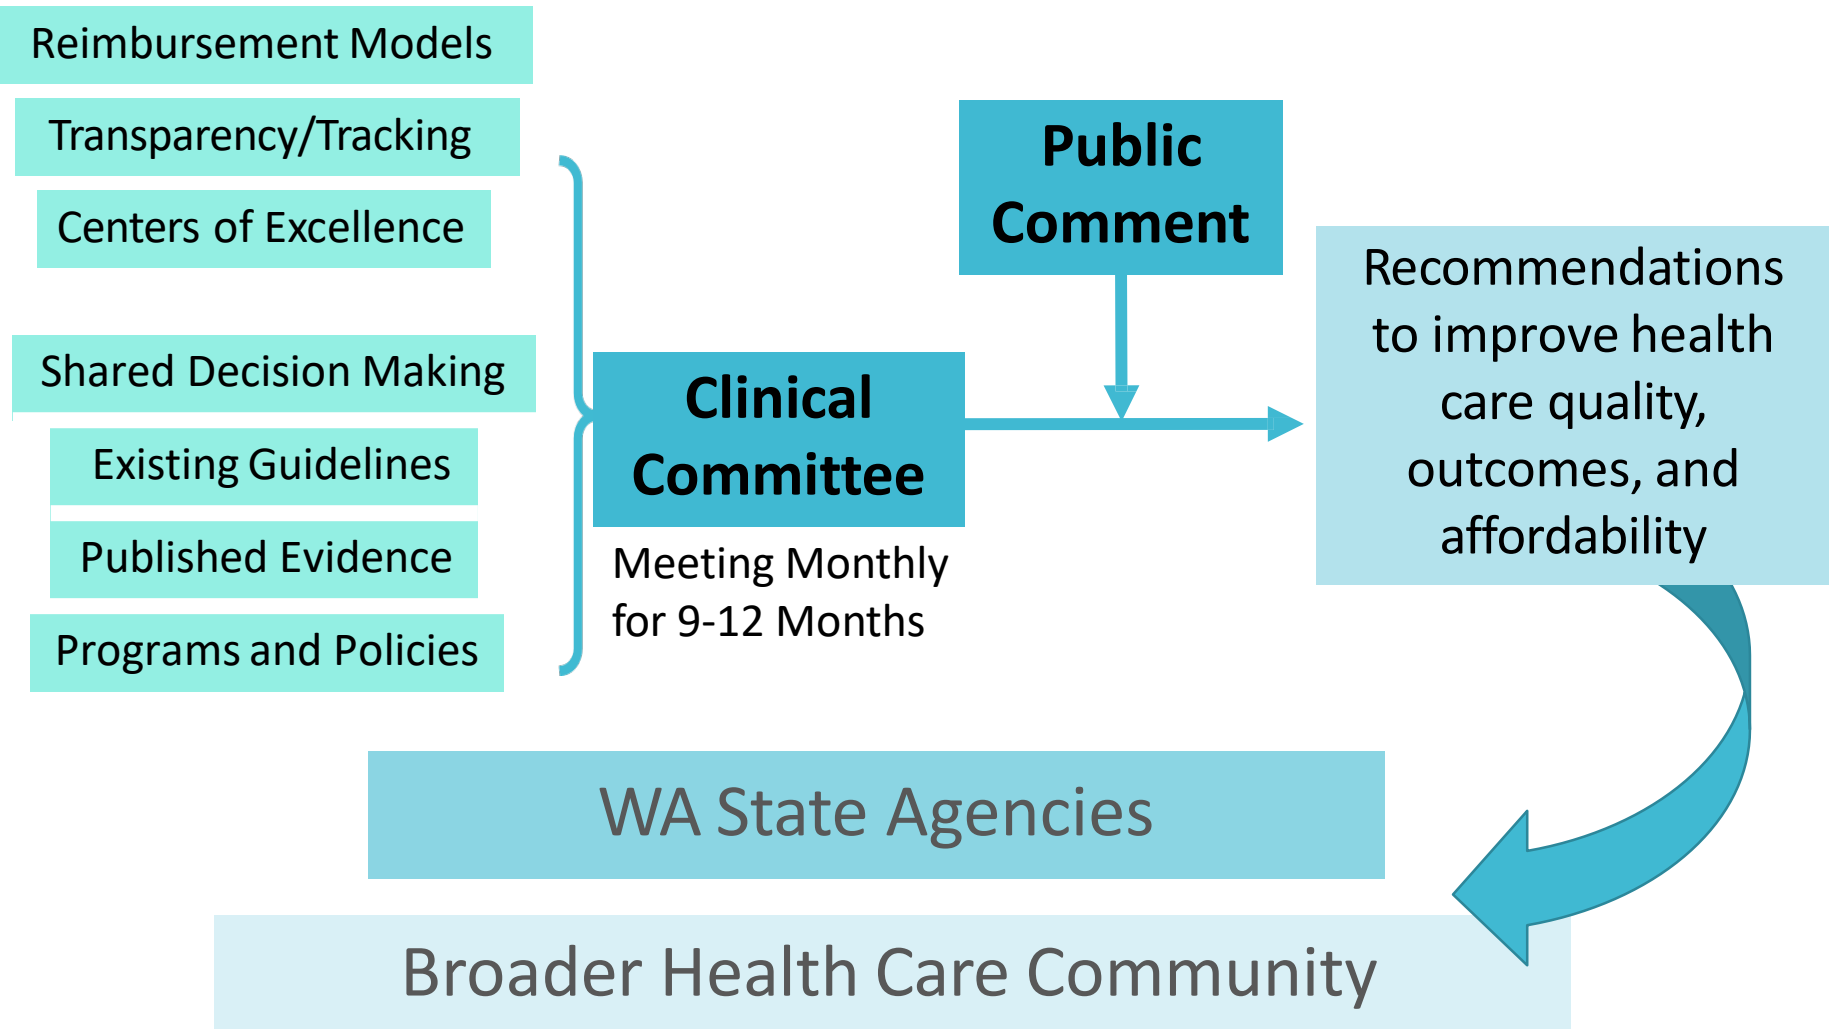 Reimbursement Models
Transparency/Tracking
Centers of Excellence
Shared Decision Making
Existing Guidelines
Published Evidence
Programs and Policies
Clinical
Committee
Meeting Monthly
for 9-12 Months
Public
Comment
Recommendations
to improve health
care quality,
outcomes, and
affordability
WA State Agencies
Broader Health Care Community